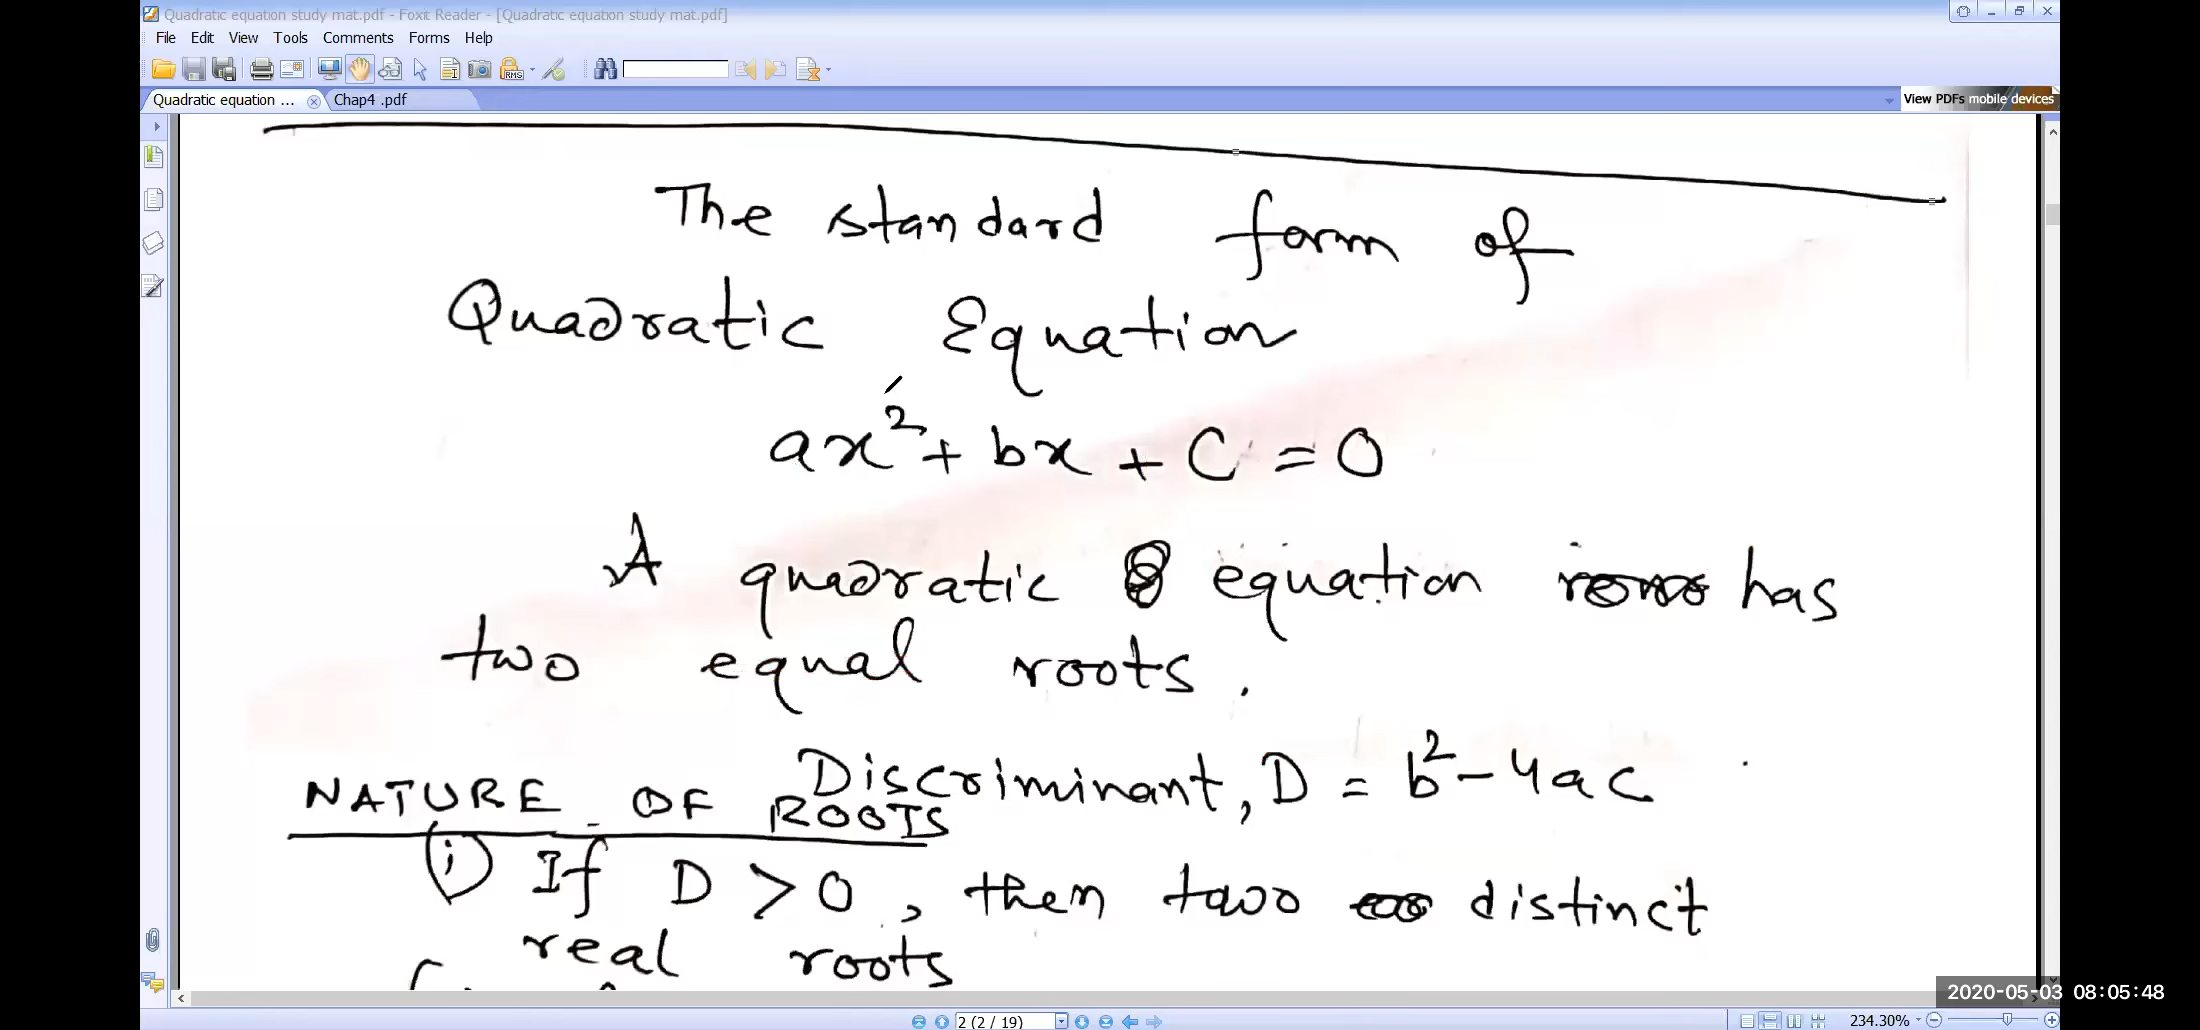 Quadratic equation study mat.pdf - Foxit Reader - [Quadratic equation study mat.pdf]
File Edit View Tools Comments Forms Help
RMS
Quadratic equation ... Chap4 .pdf
View PDFs mobile devices
The standard form of
Quadratic Equation
ax²+ bx + C = 0
A quadratic equation has
two equal roots.
Discriminant, D = b² - 4ac
NATURE OF ROOTS
(i) If D > 0, then two distinct
real roots
2020-05-03 08:05:48
2 (2 / 19)
234.30%